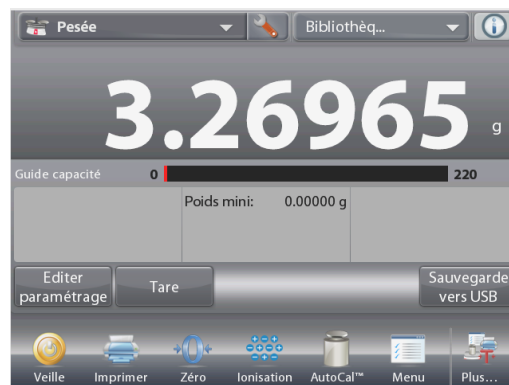 Pesée Bibliothèq...
3.26965 g
Guide capacité 0 220
Poids mini: 0.00000 g
Editer paramétrage
Tare
Sauvegarde vers USB
Veille Imprimer Zéro Ionisation AutoCal™ Menu Plus...